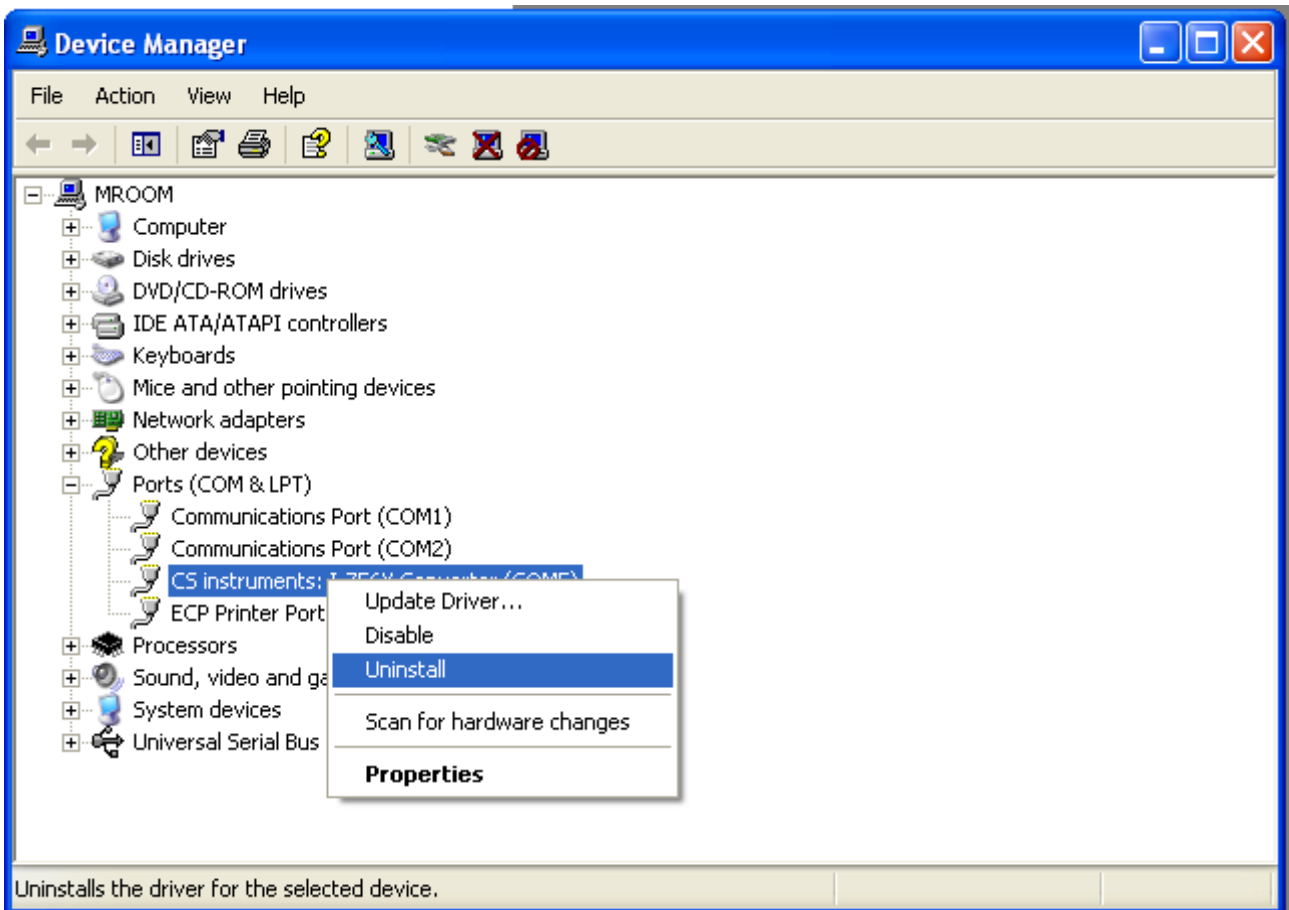 Device Manager
File Action View Help
MROOM
Computer
Disk drives
DVD/CD-ROM drives
IDE ATA/ATAPI controllers
Keyboards
Mice and other pointing devices
Network adapters
Other devices
Ports (COM & LPT)
Communications Port (COM1)
Communications Port (COM2)
CS instruments:
ECP Printer Port
Processors
Sound, video and ga
System devices
Universal Serial Bus
Update Driver...
Disable
Uninstall
Scan for hardware changes
Properties
Uninstalls the driver for the selected device.